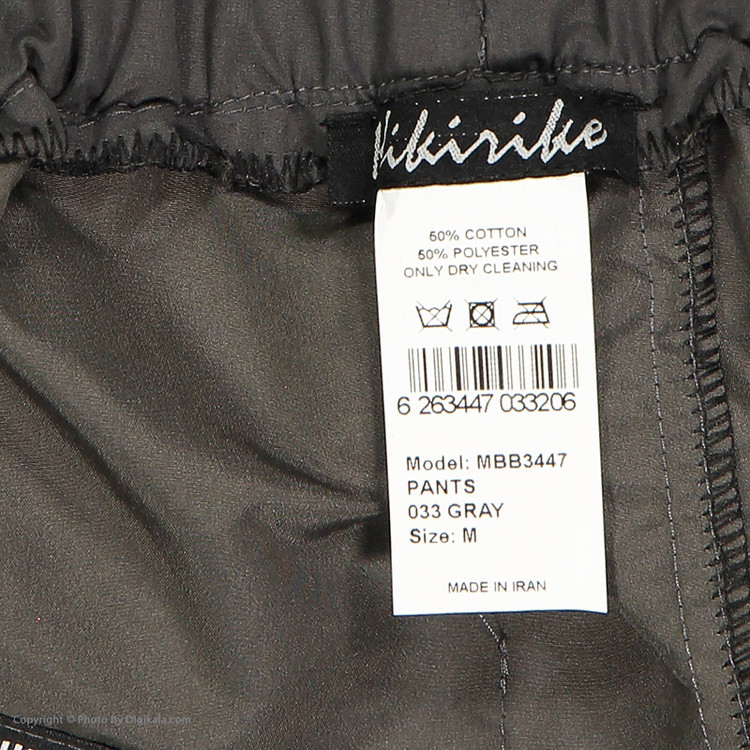 Hikirike
50% COTTON
50% POLYESTER
ONLY DRY CLEANING
6 263447 033206
Model: MBB3447
PANTS
033 GRAY
Size: M
MADE IN IRAN
Copyright © Photo By Digikala.com